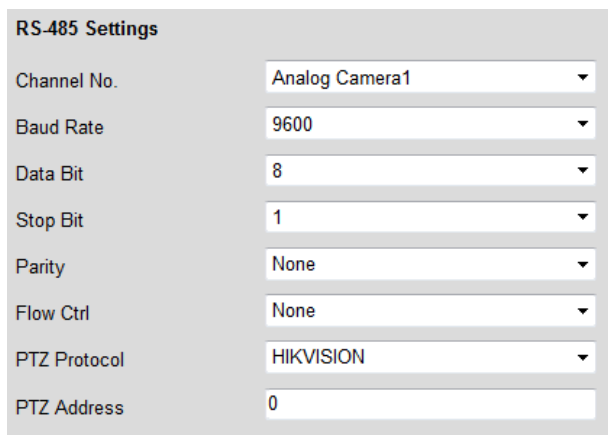 RS-485 Settings
Channel No. Analog Camera1
Baud Rate 9600
Data Bit 8
Stop Bit 1
Parity None
Flow Ctrl None
PTZ Protocol HIKVISION
PTZ Address 0